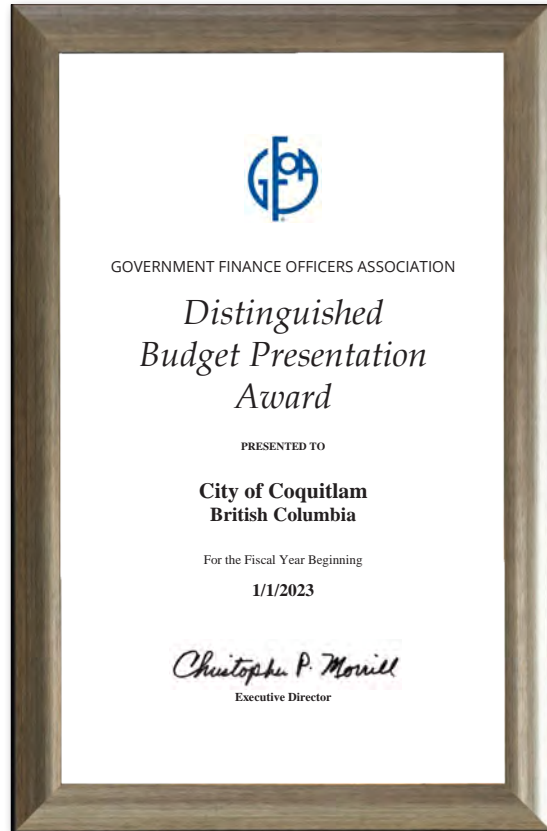 GFOA
GOVERNMENT FINANCE OFFICERS ASSOCIATION
Distinguished
Budget Presentation
Award
PRESENTED TO
City of Coquitlam
British Columbia
For the Fiscal Year Beginning
1/1/2023
Christopher P. Morrill
Executive Director